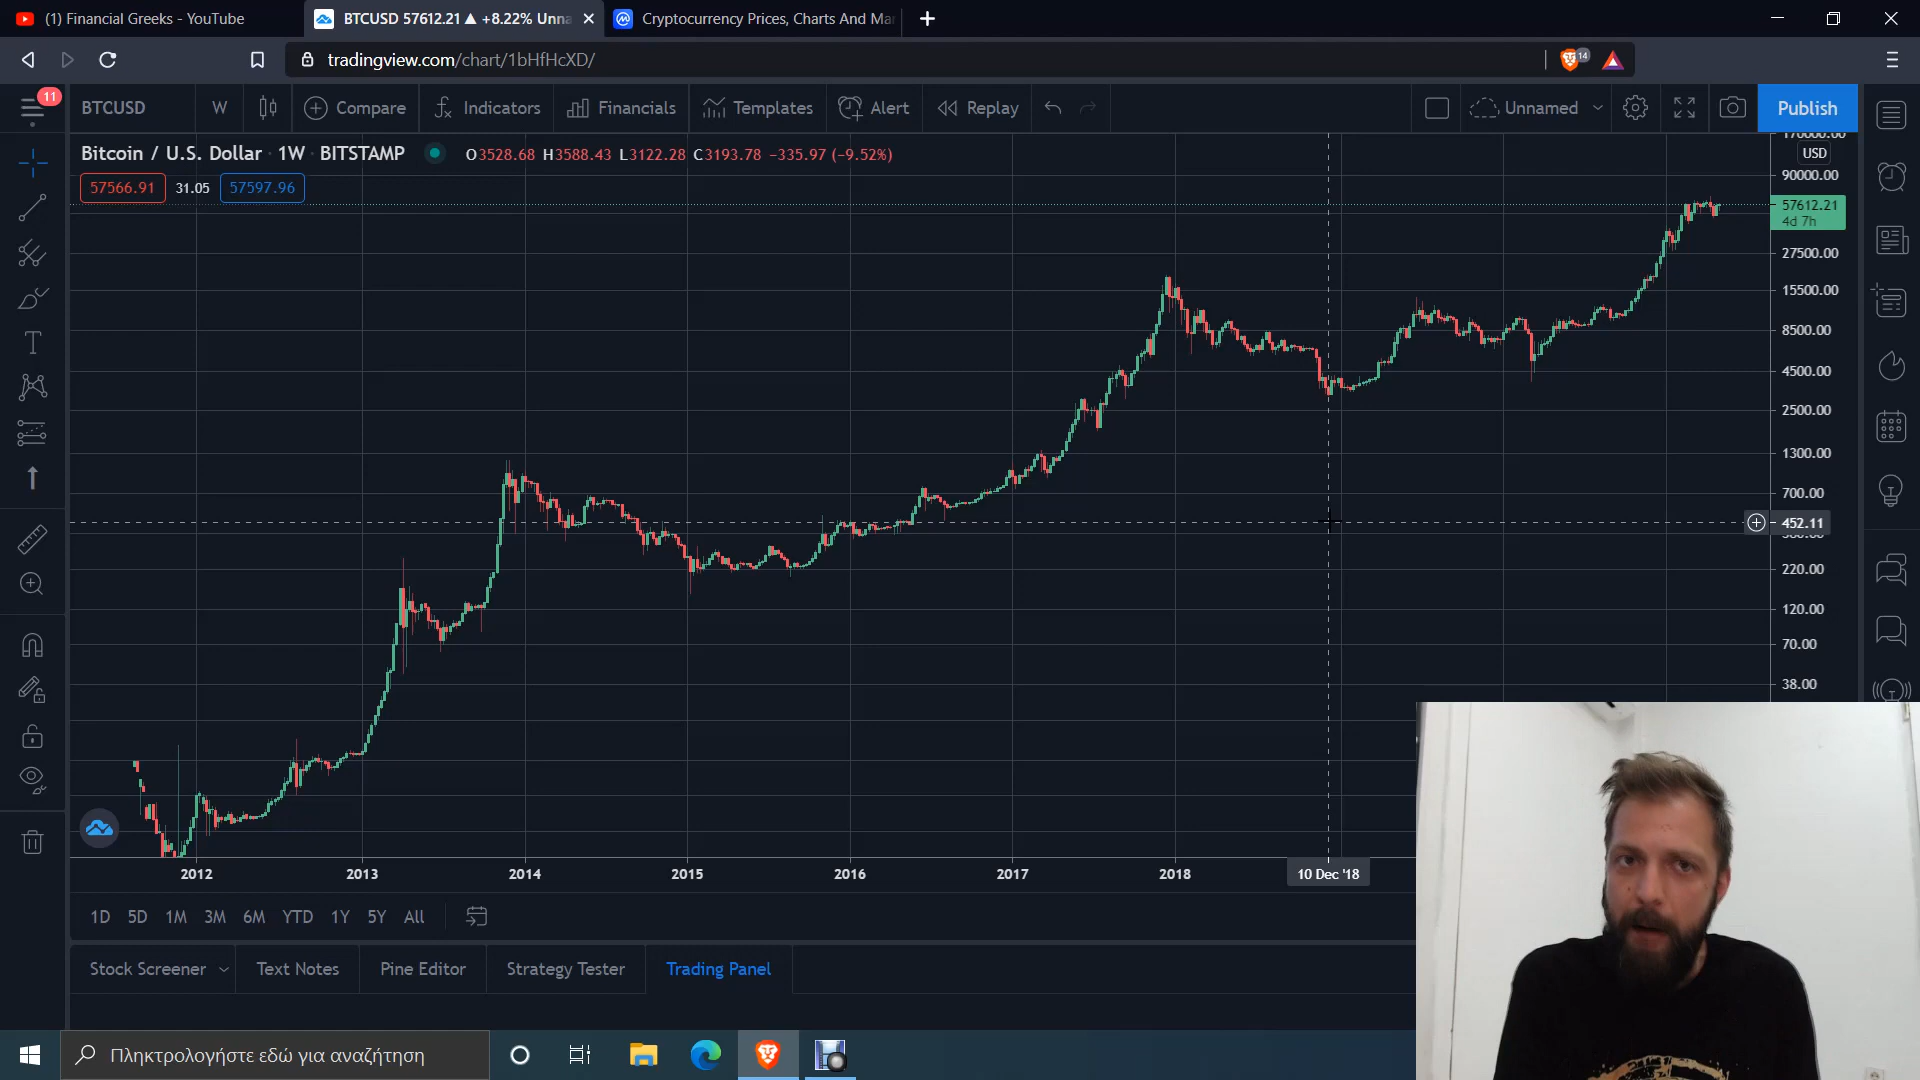 (1) Financial Greeks - YouTube
BTCUSD 57612.21 ▲ +8.22% Unna
Cryptocurrency Prices, Charts And Ma
14
tradingview.com/chart/1bHfHcXD/
11
BTCUSD
W
Compare
Indicators
Financials
Templates
Alert
Replay
Unnamed
Publish
Bitcoin / U.S. Dollar · 1W · BITSTAMP
O3528.68 H3588.43 L3122.28 C3193.78 −335.97 (−9.52%)
57566.91
31.05
57597.96
170000.00
USD
90000.00
57612.21
4d 7h
27500.00
15500.00
8500.00
4500.00
2500.00
1300.00
700.00
452.11
220.00
120.00
70.00
38.00
2012
2013
2014
2015
2016
2017
2018
10 Dec '18
1D
5D
1M
3M
6M
YTD
1Y
5Y
All
Stock Screener
Text Notes
Pine Editor
Strategy Tester
Trading Panel
Πληκτρολογήστε εδώ για αναζήτηση